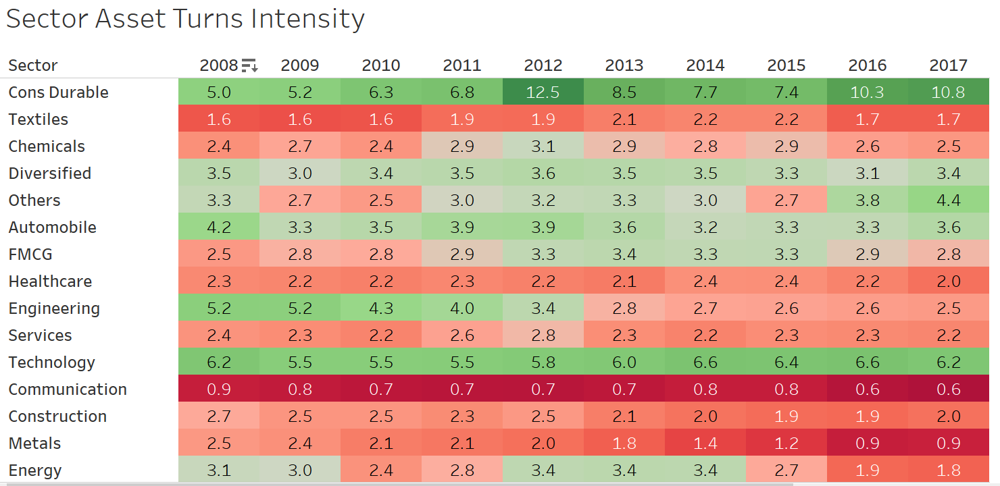 Sector Asset Turns Intensity
Sector 2008 2009 2010 2011 2012 2013 2014 2015 2016 2017
Cons Durable 5.0 5.2 6.3 6.8 12.5 8.5 7.7 7.4 10.3 10.8
Textiles 1.6 1.6 1.6 1.9 1.9 2.1 2.2 2.2 1.7 1.7
Chemicals 2.4 2.7 2.4 2.9 3.1 2.9 2.8 2.9 2.6 2.5
Diversified 3.5 3.0 3.4 3.5 3.6 3.5 3.5 3.3 3.1 3.4
Others 3.3 2.7 2.5 3.0 3.2 3.3 3.0 2.7 3.8 4.4
Automobile 4.2 3.3 3.5 3.9 3.9 3.6 3.2 3.3 3.3 3.6
FMCG 2.5 2.8 2.8 2.9 3.3 3.4 3.3 3.3 2.9 2.8
Healthcare 2.3 2.2 2.2 2.3 2.2 2.1 2.4 2.4 2.2 2.0
Engineering 5.2 5.2 4.3 4.0 3.4 2.8 2.7 2.6 2.6 2.5
Services 2.4 2.3 2.2 2.6 2.8 2.3 2.2 2.3 2.3 2.2
Technology 6.2 5.5 5.5 5.5 5.8 6.0 6.6 6.4 6.6 6.2
Communication 0.9 0.8 0.7 0.7 0.7 0.7 0.8 0.8 0.6 0.6
Construction 2.7 2.5 2.5 2.3 2.5 2.1 2.0 1.9 1.9 2.0
Metals 2.5 2.4 2.1 2.1 2.0 1.8 1.4 1.2 0.9 0.9
Energy 3.1 3.0 2.4 2.8 3.4 3.4 3.4 2.7 1.9 1.8